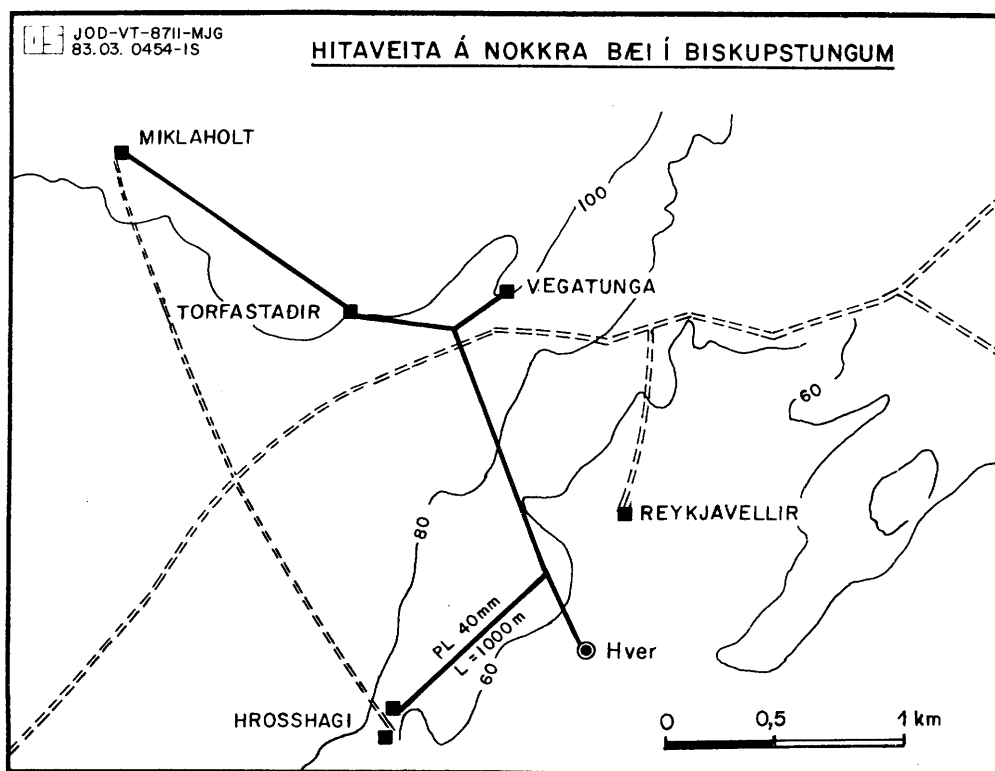 JOD-VT-8711-MJG
83.03. 0454-IS
HITAVEITA Á NOKKRA BÆI Í BISKUPSTUNGUM
MIKLAHOLT
100
VEGATUNGA
TORFASTAÐIR
60
80
REYKJAVELLIR
PL 40mm
L = 1000 m
60
Hver
HROSSHAGI
0 0,5 1 km